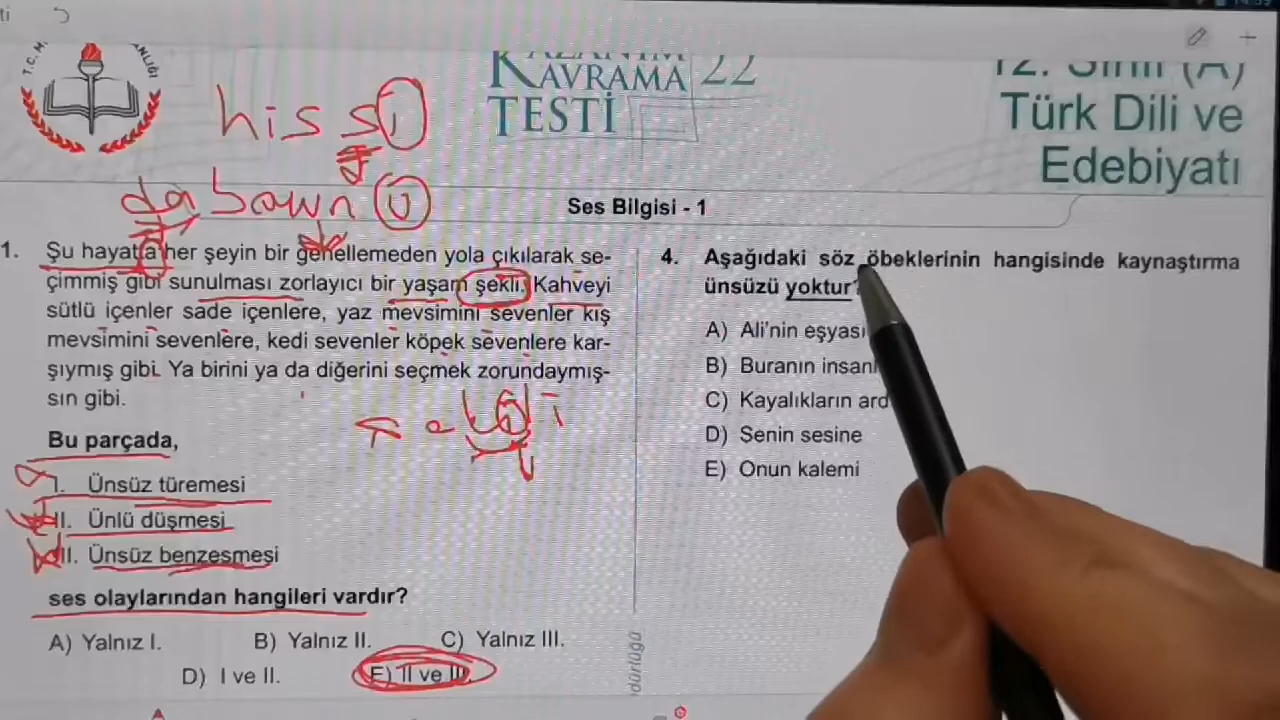 KAVRAMA 22
TESTİ
12. Sınıf (A)
Türk Dili ve
Edebiyatı
Ses Bilgisi - 1
1. Şu hayatta her şeyin bir genellemeden yola çıkılarak se-
çimmiş gibi sunulması zorlayıcı bir yaşam şekli. Kahveyi
sütlü içenler sade içenlere, yaz mevsimini sevenler kış
mevsimini sevenlere, kedi sevenler köpek sevenlere kar-
şıymış gibi. Ya birini ya da diğerini seçmek zorundaymış-
sın gibi.
Bu parçada,
I. Ünsüz türemesi
II. Ünlü düşmesi
III. Ünsüz benzeşmesi
ses olaylarından hangileri vardır?
A) Yalnız I. B) Yalnız II. C) Yalnız III.
D) I ve II. E) II ve III.
4. Aşağıdaki söz öbeklerinin hangisinde kaynaştırma
ünsüzü yoktur?
A) Ali'nin eşyası
B) Buranın insanı
C) Kayalıkların ard
D) Senin sesine
E) Onun kalemi